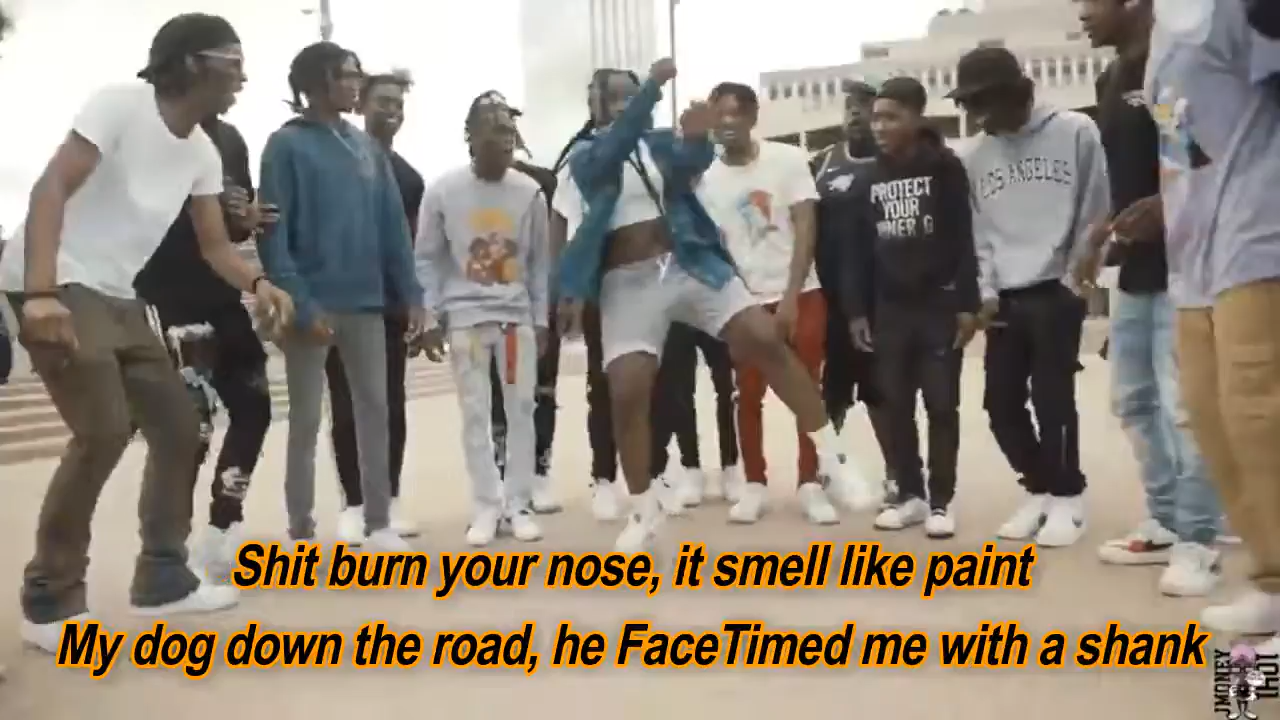 PROTECT
YOUR
LOS ANGELES
Shit burn your nose, it smell like paint
My dog down the road, he FaceTimed me with a shank
JMONEY